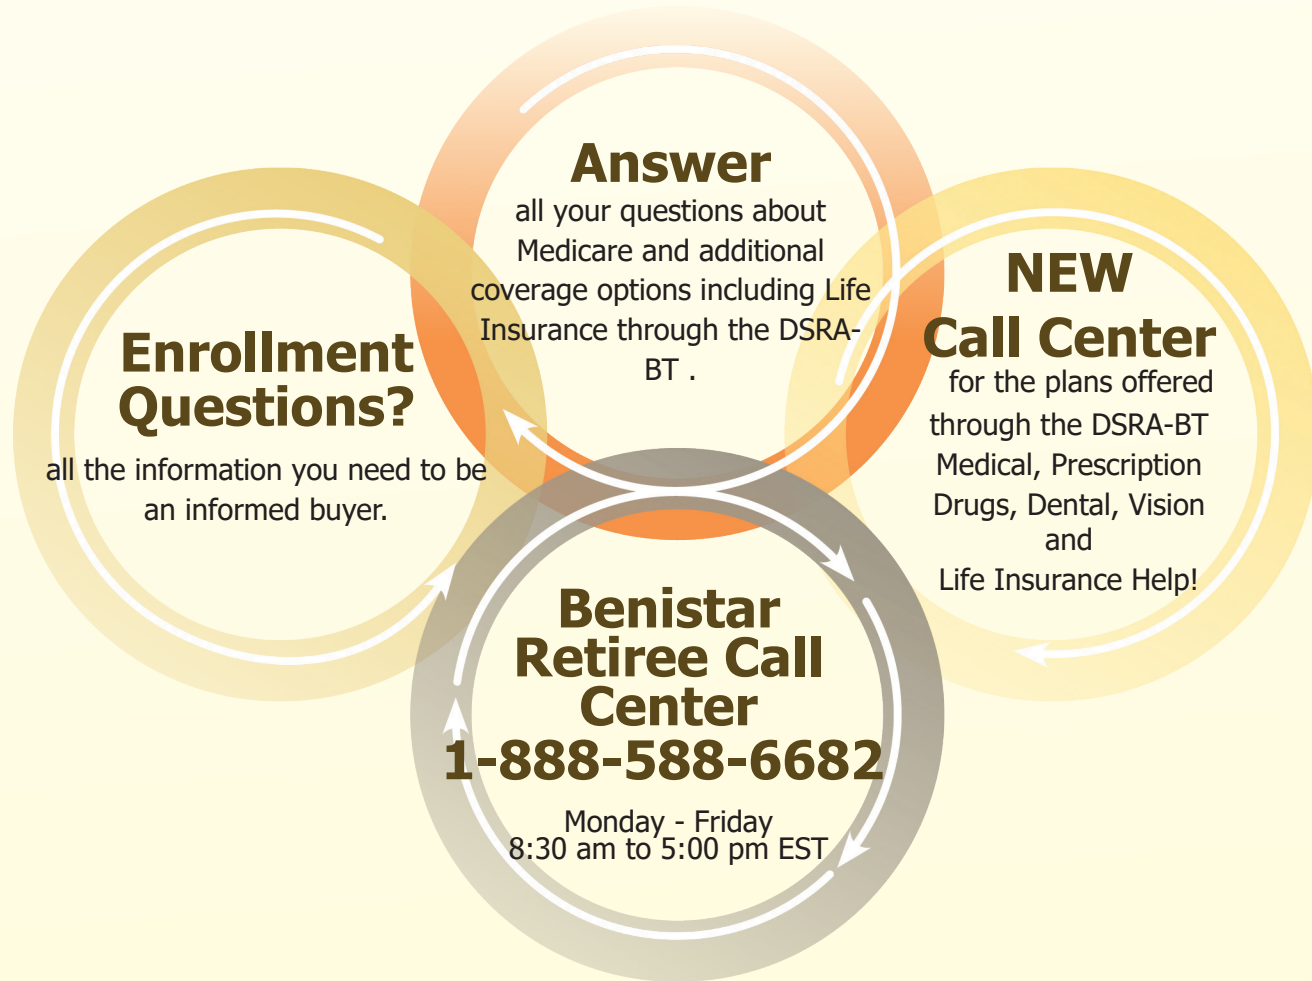 Enrollment
Questions?
all the information you need to be
an informed buyer.
Answer
all your questions about
Medicare and additional
coverage options including Life
Insurance through the DSRA-
BT .
NEW
Call Center
for the plans offered
through the DSRA-BT
Medical, Prescription
Drugs, Dental, Vision
and
Life Insurance Help!
Benistar
Retiree Call
Center
1-888-588-6682
Monday - Friday
8:30 am to 5:00 pm EST